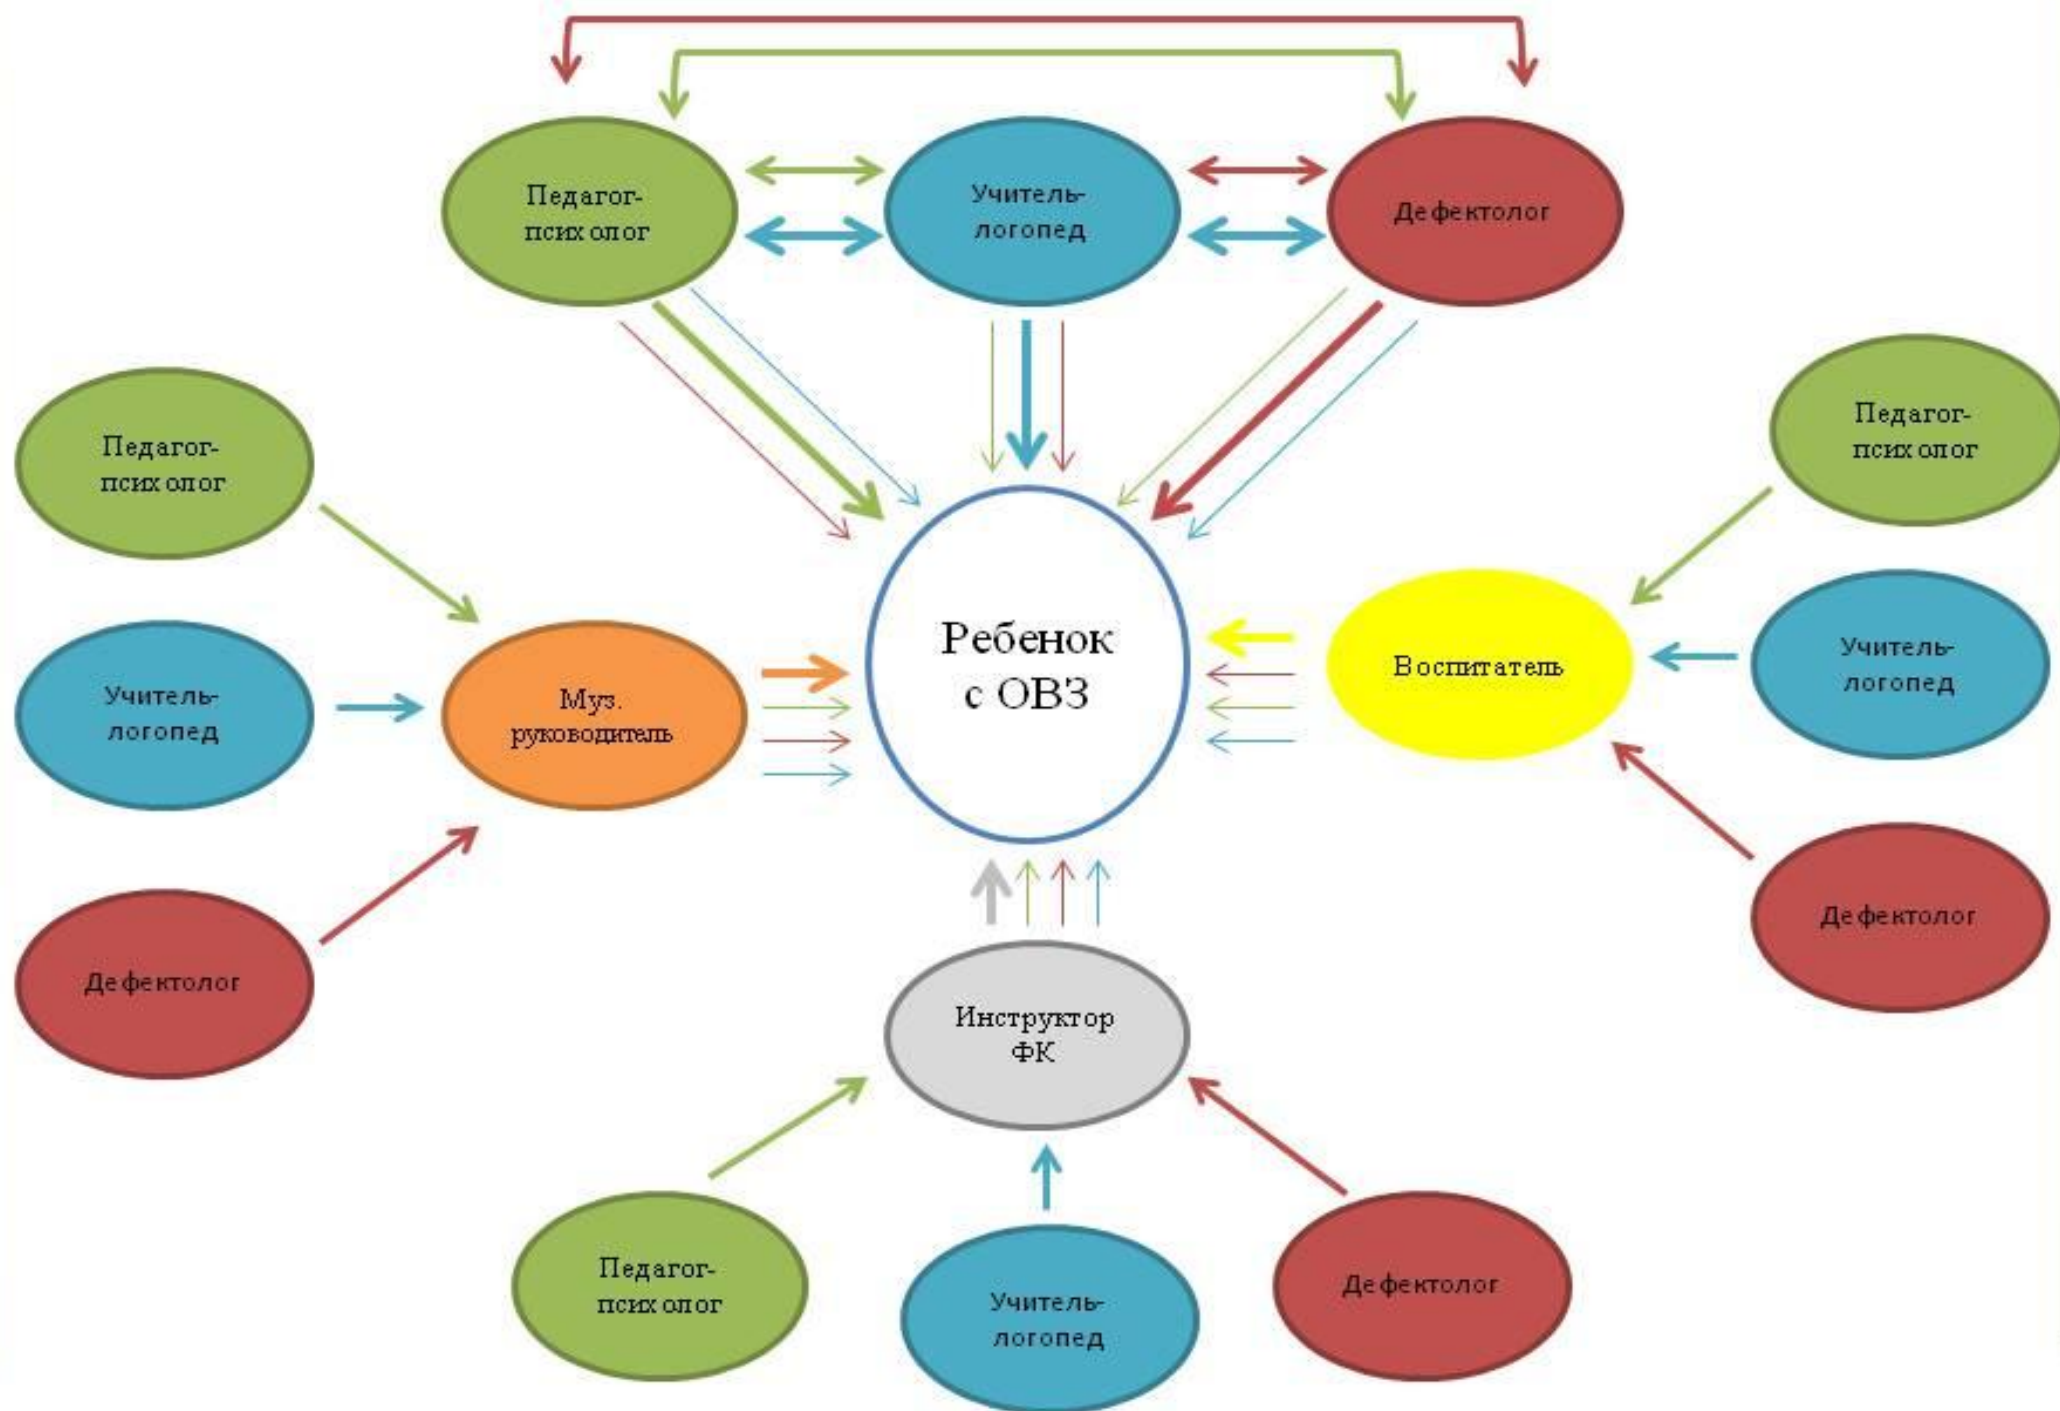 Педагог-
психолог
Учитель-
логопед
Дефектолог
Педагог-
психолог
Учитель-
логопед
Дефектолог
Муз.
руководитель
Ребенок
с ОВЗ
Воспитатель
Педагог-
психолог
Учитель-
логопед
Дефектолог
Инструктор
ФК
Педагог-
психолог
Учитель-
логопед
Дефектолог